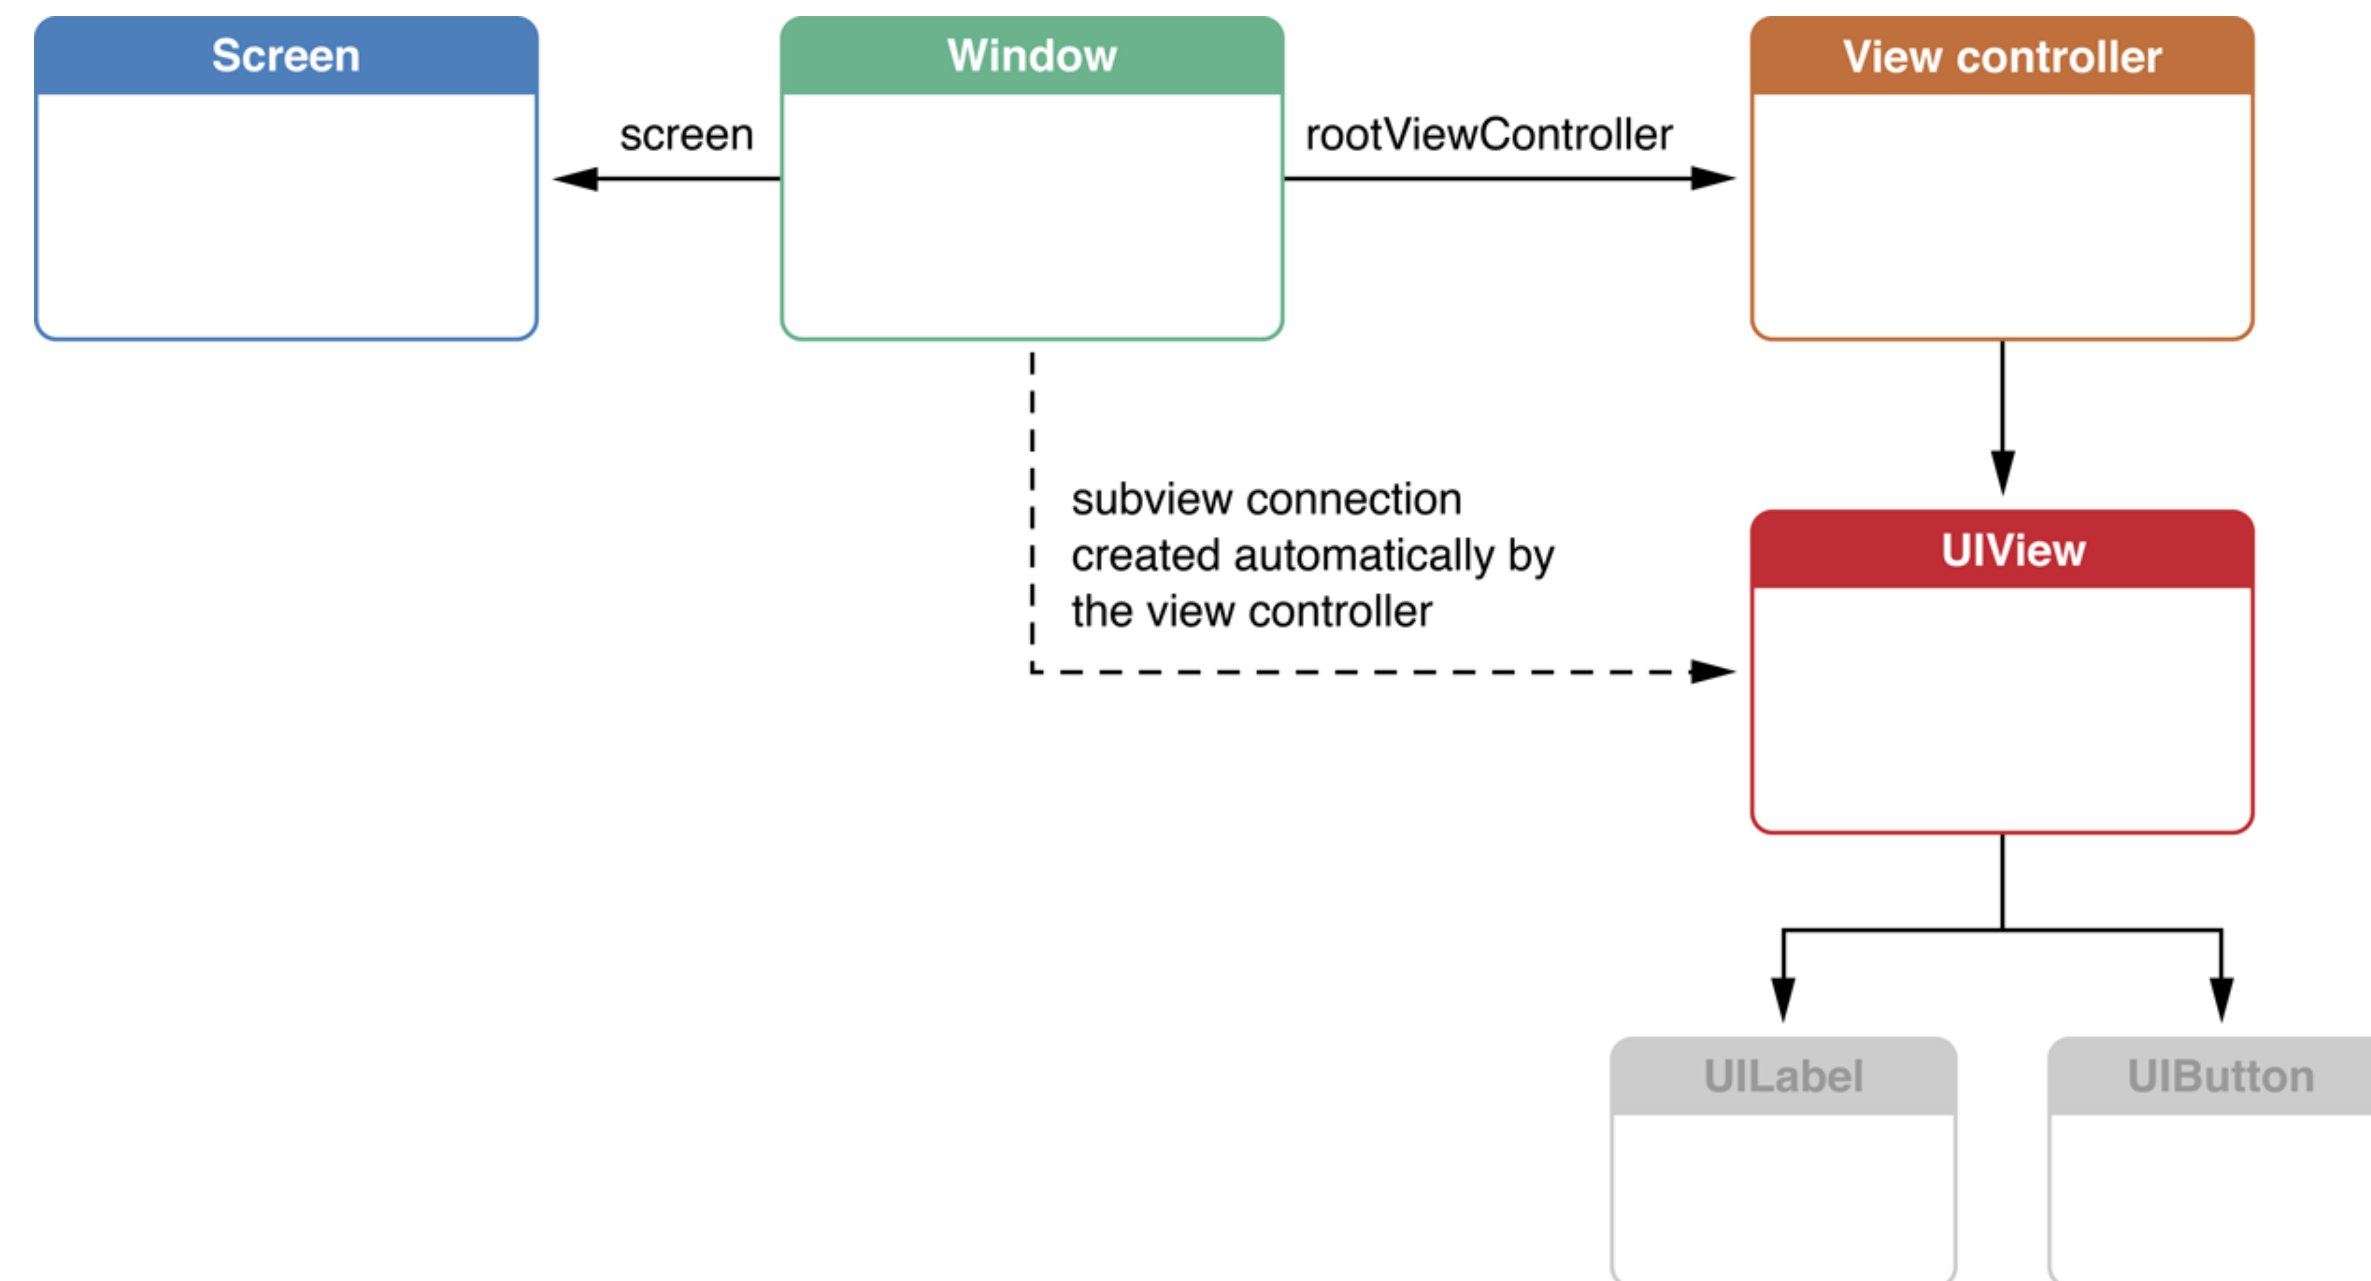 Screen
Window
View controller
screen
rootViewController
subview connection
created automatically by
the view controller
UIView
UILabel
UIButton